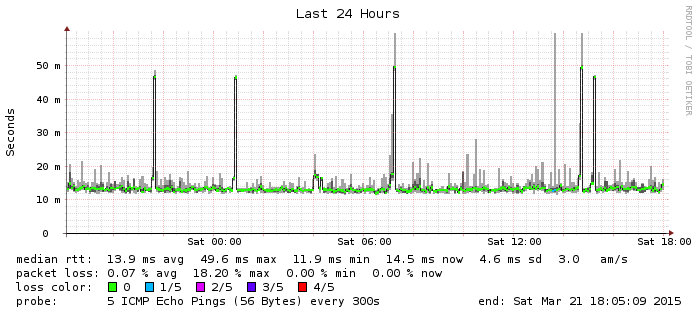 Last 24 Hours
RRDTOOL / TOBI OETIKER
Seconds
50 m
40 m
30 m
20 m
10 m
0
Sat 00:00 Sat 06:00 Sat 12:00 Sat 18:00
median rtt: 13.9 ms avg 49.6 ms max 11.9 ms min 14.5 ms now 4.6 ms sd 3.0 am/s
packet loss: 0.07 % avg 18.20 % max 0.00 % min 0.00 % now
loss color: 0 1/5 2/5 3/5 4/5
probe: 5 ICMP Echo Pings (56 Bytes) every 300s end: Sat Mar 21 18:05:09 2015